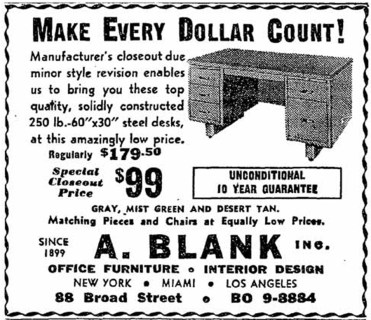 MAKE EVERY DOLLAR COUNT!
Manufacturer's closeout due
minor style revision enables
us to bring you these top
quality, solidly constructed
250 lb.-60"x30" steel desks,
at this amazingly low price.
Regularly $179.50
Special
Closeout
Price
$99
UNCONDITIONAL
10 YEAR GUARANTEE
GRAY, MIST GREEN AND DESERT TAN.
Matching Pieces and Chairs at Equally Low Prices.
SINCE
1899
A. BLANK INC.
OFFICE FURNITURE • INTERIOR DESIGN
NEW YORK • MIAMI • LOS ANGELES
88 Broad Street • BO 9-8884